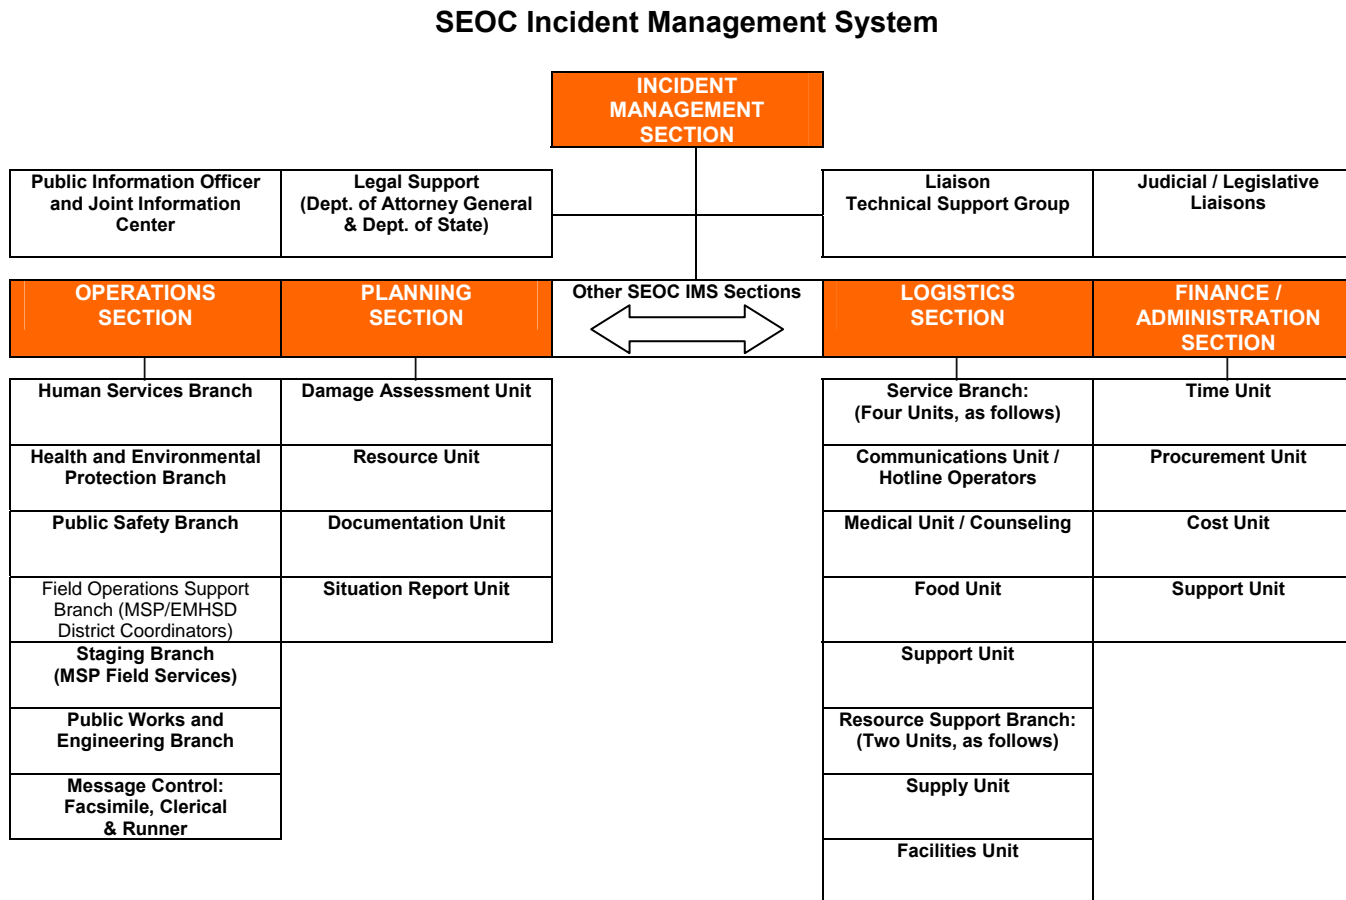 SEOC Incident Management System
INCIDENT
MANAGEMENT
SECTION
Public Information Officer
and Joint Information
Center
Legal Support
(Dept. of Attorney General
& Dept. of State)
Liaison
Technical Support Group
Judicial / Legislative
Liaisons
OPERATIONS
SECTION
PLANNING
SECTION
Other SEOC IMS Sections
LOGISTICS
SECTION
FINANCE /
ADMINISTRATION
SECTION
Human Services Branch
Health and Environmental
Protection Branch
Public Safety Branch
Field Operations Support
Branch (MSP/EMHSD
District Coordinators)
Staging Branch
(MSP Field Services)
Public Works and
Engineering Branch
Message Control:
Facsimile, Clerical
& Runner
Damage Assessment Unit
Resource Unit
Documentation Unit
Situation Report Unit
Service Branch:
(Four Units, as follows)
Communications Unit /
Hotline Operators
Medical Unit / Counseling
Food Unit
Support Unit
Resource Support Branch:
(Two Units, as follows)
Supply Unit
Facilities Unit
Time Unit
Procurement Unit
Cost Unit
Support Unit